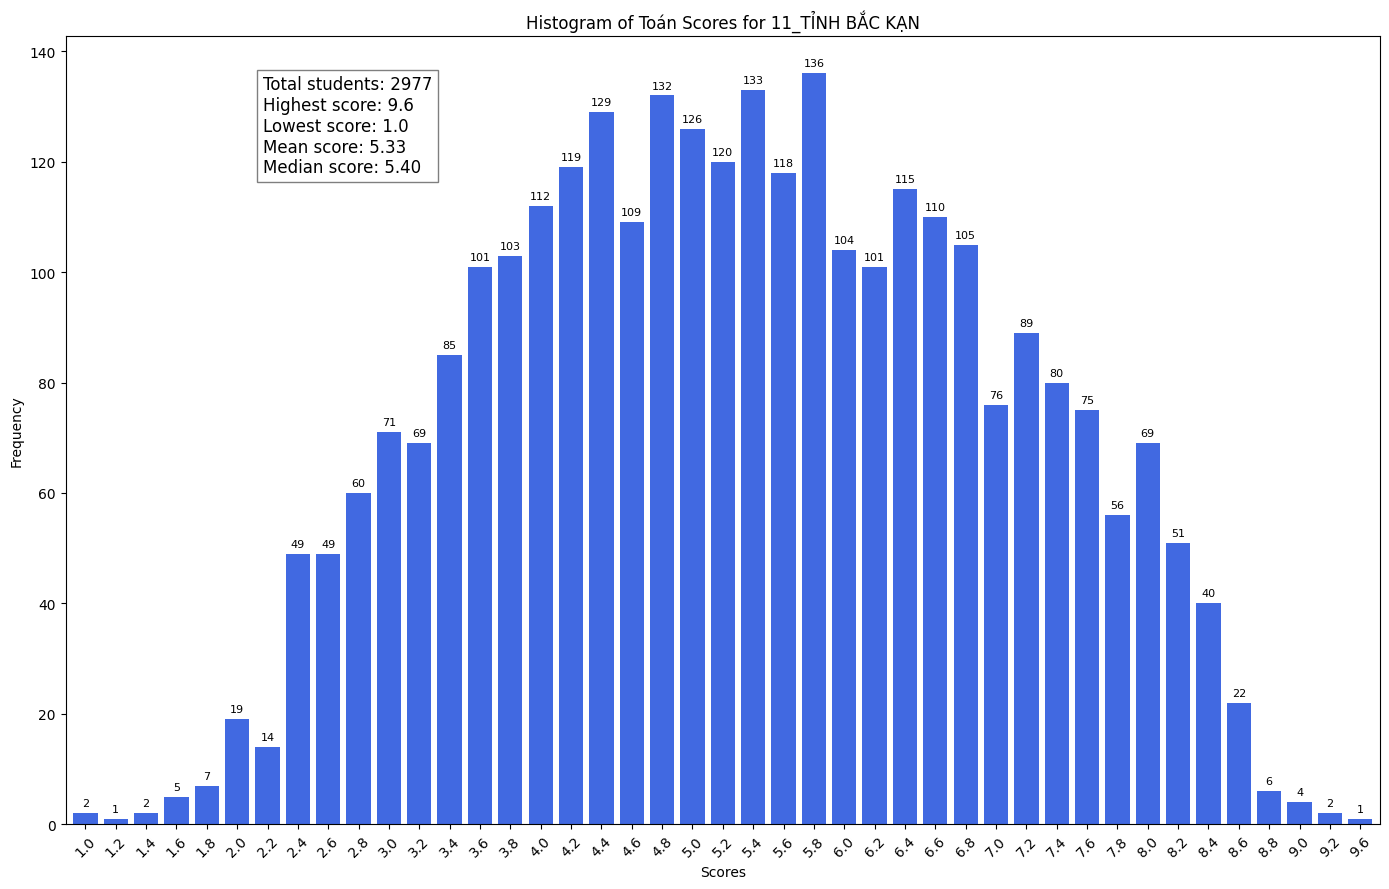 Histogram of Toán Scores for 11_TỈNH BẮC KẠN
Total students: 2977
Highest score: 9.6
Lowest score: 1.0
Mean score: 5.33
Median score: 5.40
Frequency
140
120
100
80
60
40
20
0
2 1 2 5 7 19 14 49 49 60 71 69 85 101 103 112 119 129 109 132 126 120 133 118 136 104 101 115 110 105 76 89 80 75 56 69 51 40 22 6 4 2 1
1.0 1.2 1.4 1.6 1.8 2.0 2.2 2.4 2.6 2.8 3.0 3.2 3.4 3.6 3.8 4.0 4.2 4.4 4.6 4.8 5.0 5.2 5.4 5.6 5.8 6.0 6.2 6.4 6.6 6.8 7.0 7.2 7.4 7.6 7.8 8.0 8.2 8.4 8.6 8.8 9.0 9.2 9.6
Scores